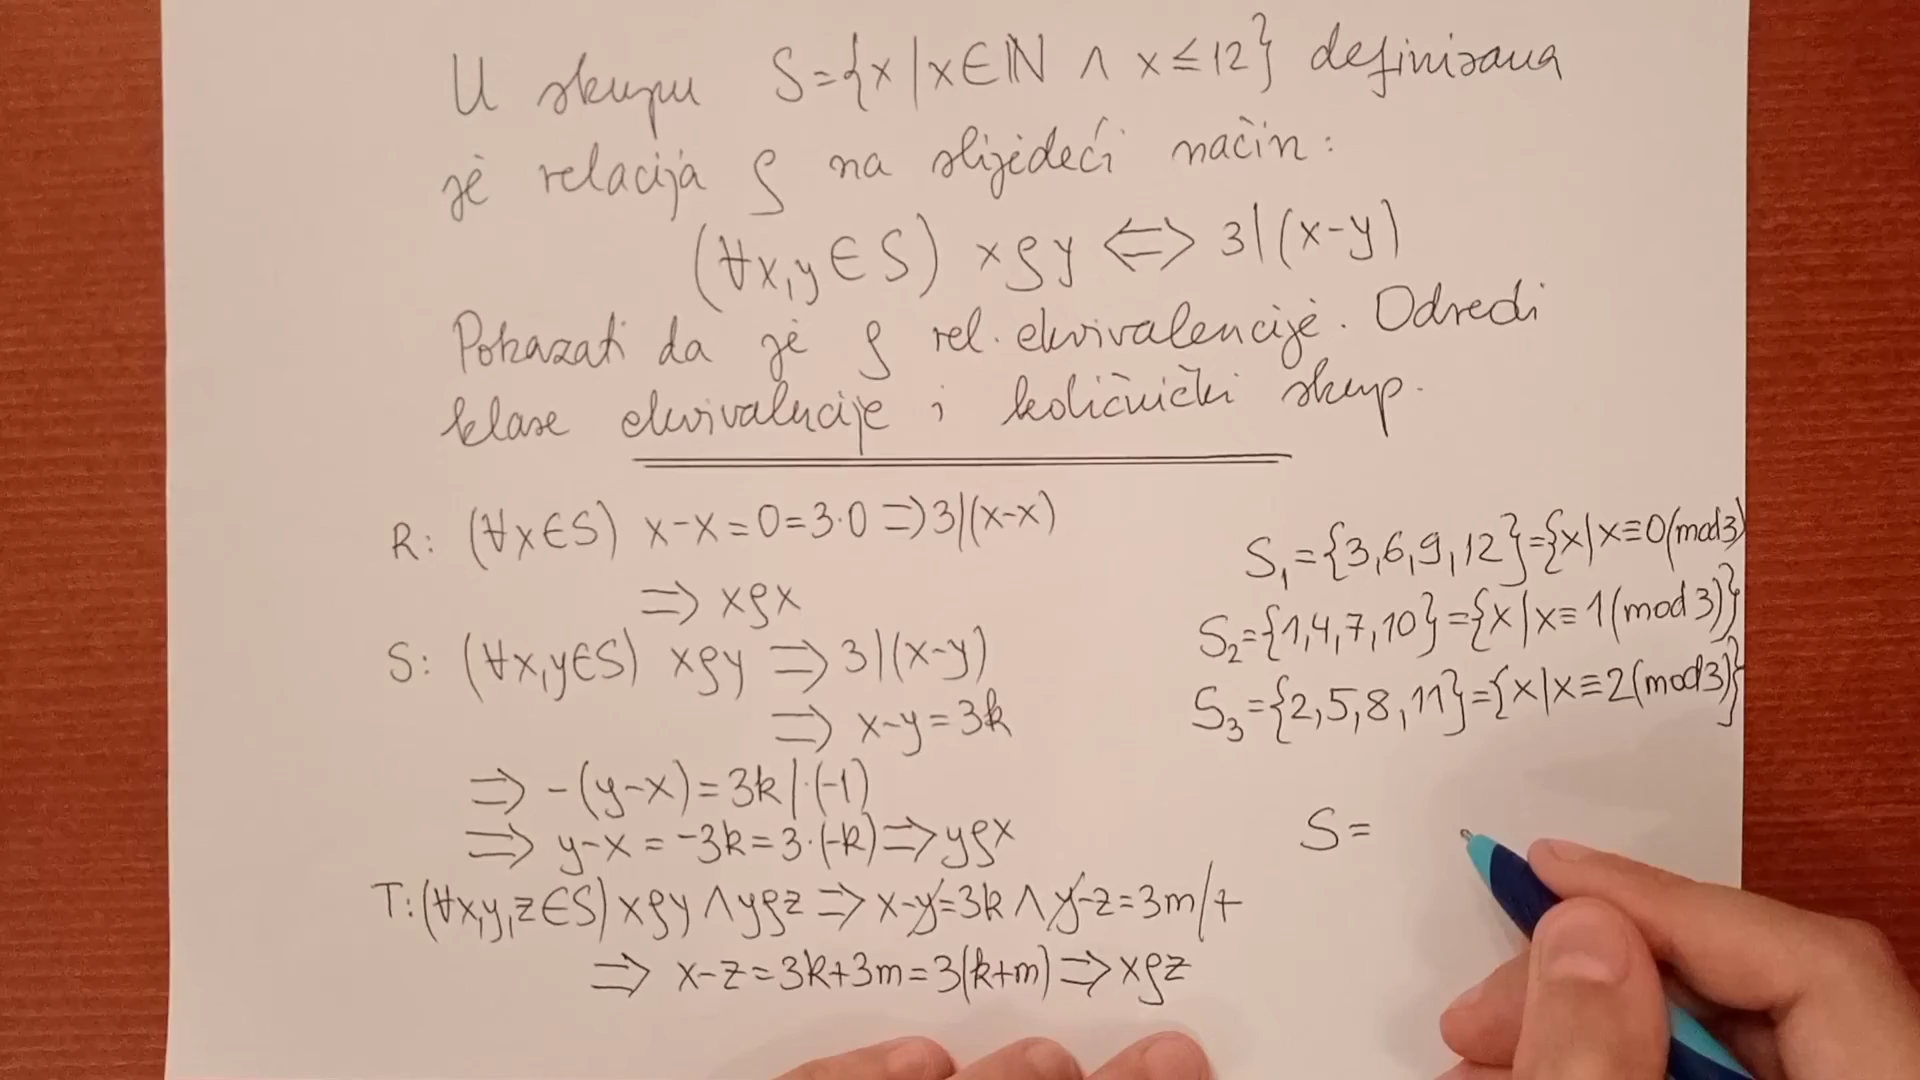 U skupu S={x|x∈ℕ ∧ x≤12} definisana
je relacija ρ na slijedeći način:
(∀x,y∈S) xρy ⇔ 3|(x-y)
Pokazati da je ρ rel. ekvivalencije. Odredi
klase ekvivalencije i količnički skup.
R: (∀x∈S) x-x=0=3·0 ⇒ 3|(x-x)
⇒ xρx
S: (∀x,y∈S) xρy ⇒ 3|(x-y)
⇒ x-y=3k
⇒ -(y-x)=3k/·(-1)
⇒ y-x=-3k=3·(-k) ⇒ yρx
T: (∀x,y,z∈S) xρy ∧ yρz ⇒ x-y=3k ∧ y-z=3m/+
⇒ x-z=3k+3m=3(k+m) ⇒ xρz
S₁={3,6,9,12}={x|x≡0(mod3)
S₂={1,4,7,10}={x|x≡1(mod3)}
S₃={2,5,8,11}={x|x≡2(mod3)}
S=